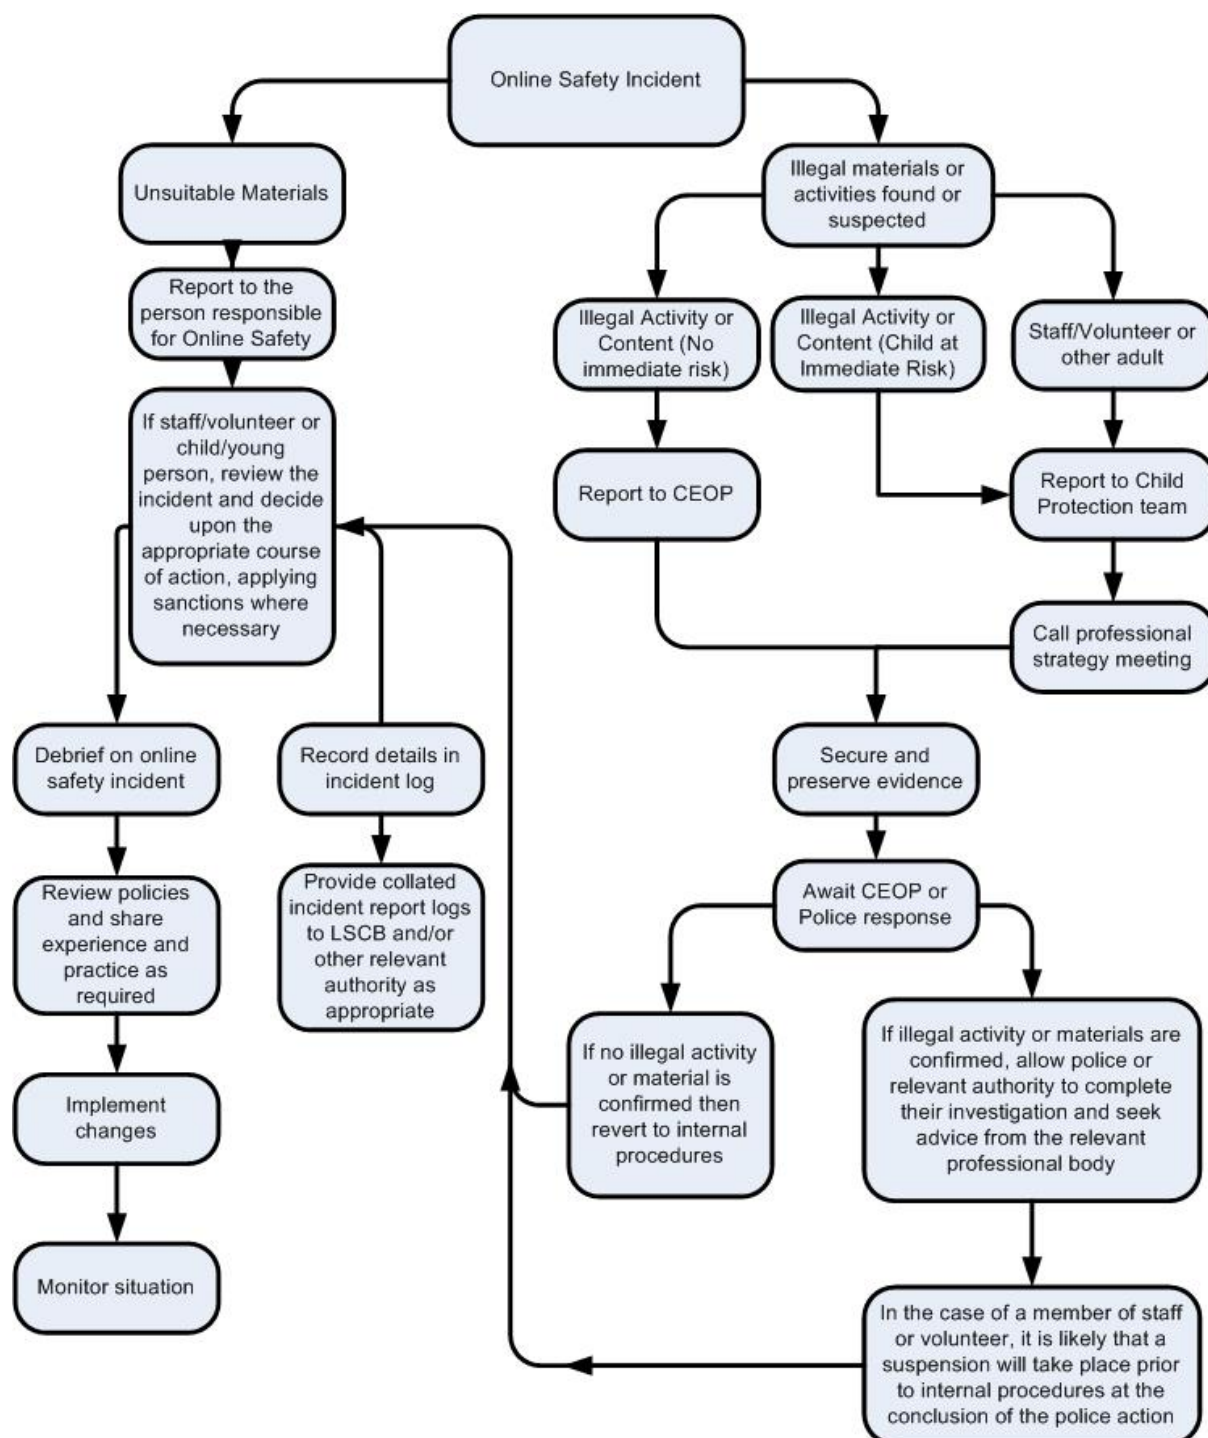 Online Safety Incident
Unsuitable Materials
Illegal materials or
activities found or
suspected
Report to the
person responsible
for Online Safety
Illegal Activity or
Content (No
immediate risk)
Illegal Activity or
Content (Child at
Immediate Risk)
Staff/Volunteer or
other adult
If staff/volunteer or
child/young
person, review the
incident and decide
upon the
appropriate course
of action, applying
sanctions where
necessary
Report to CEOP
Report to Child
Protection team
Call professional
strategy meeting
Debrief on online
safety incident
Record details in
incident log
Secure and
preserve evidence
Review policies
and share
experience and
practice as
required
Provide collated
incident report logs
to LSCB and/or
other relevant
authority as
appropriate
Await CEOP or
Police response
If no illegal activity
or material is
confirmed then
revert to internal
procedures
If illegal activity or materials are
confirmed, allow police or
relevant authority to complete
their investigation and seek
advice from the relevant
professional body
Implement
changes
Monitor situation
In the case of a member of staff
or volunteer, it is likely that a
suspension will take place prior
to internal procedures at the
conclusion of the police action